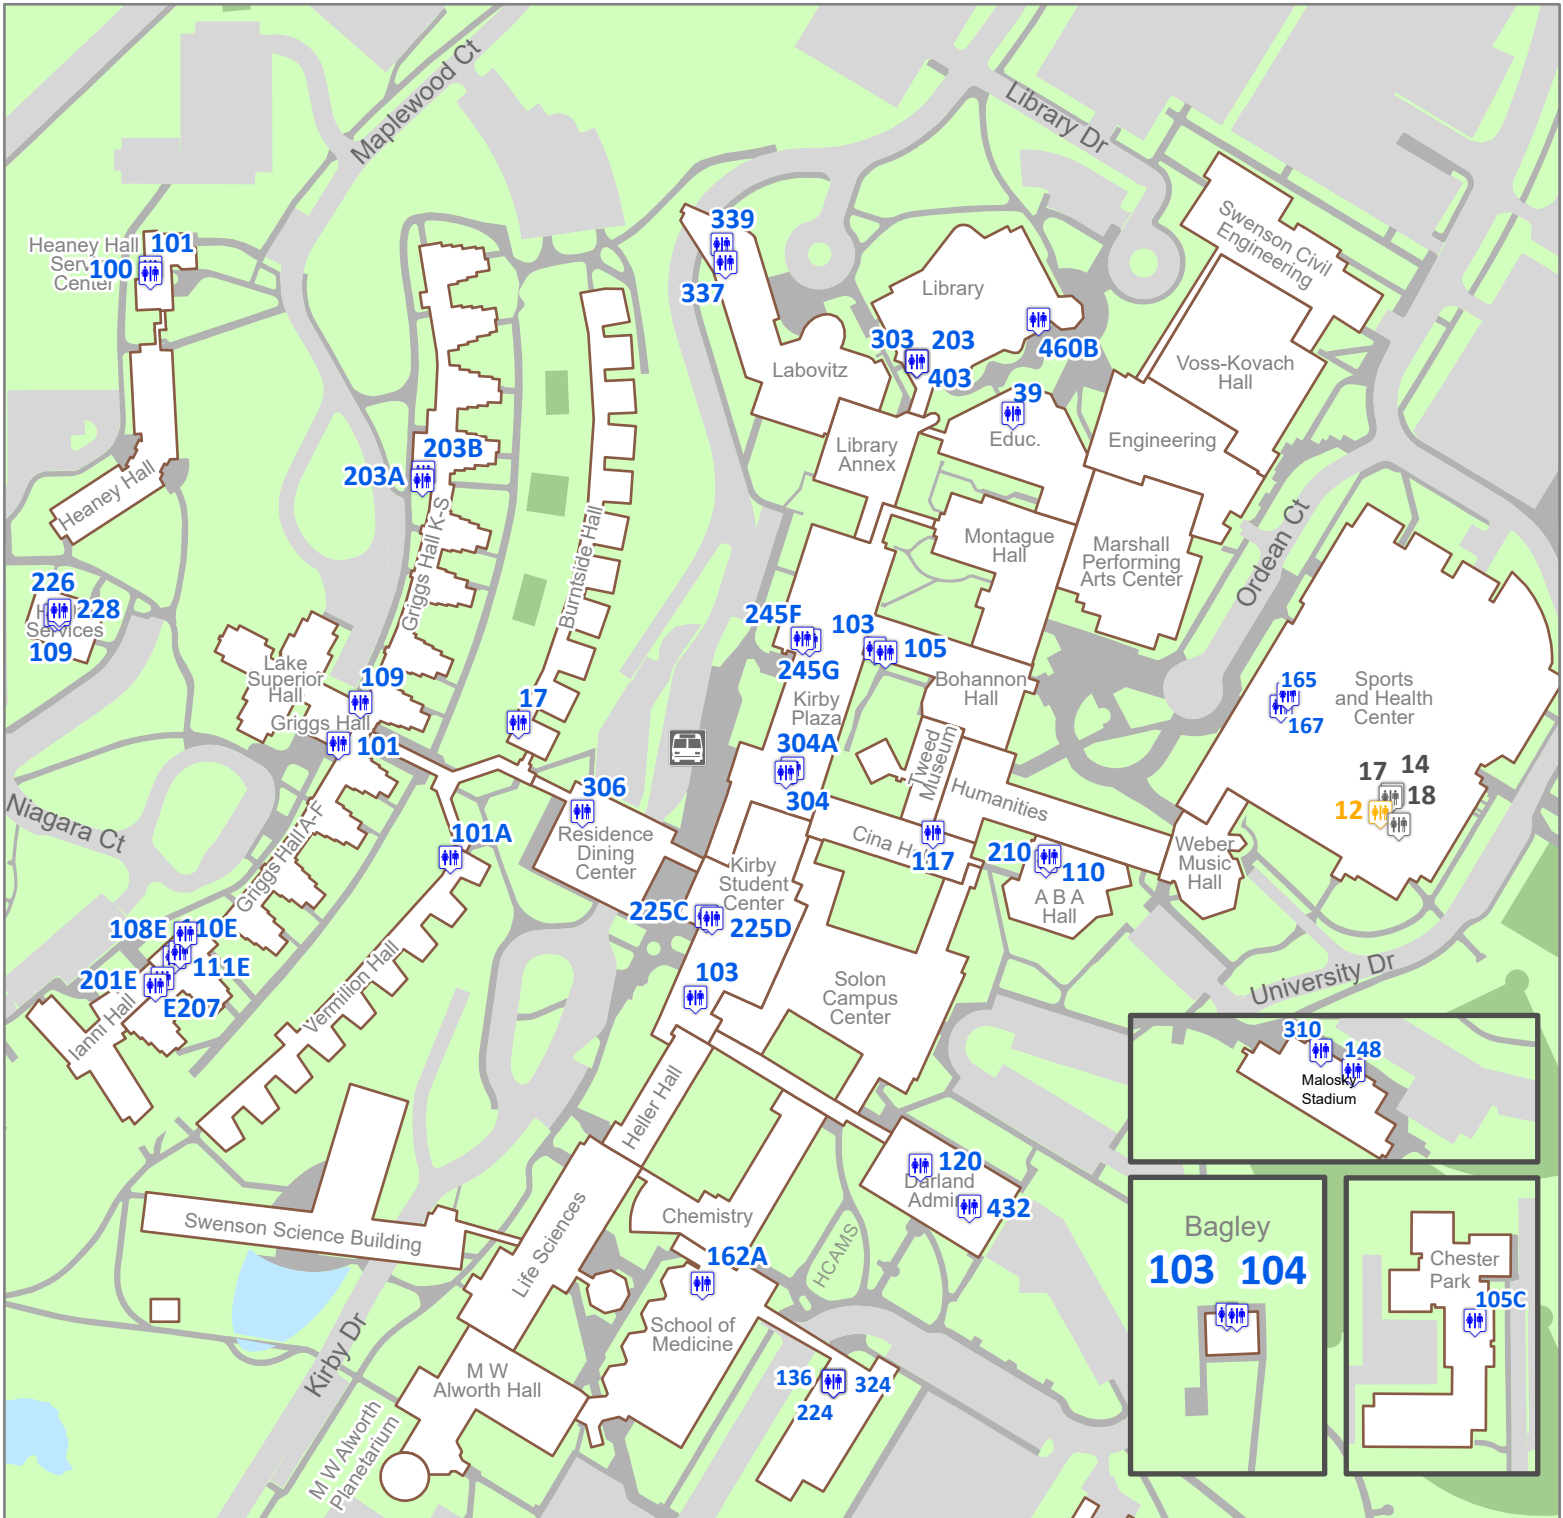 Maplewood Ct
Library Dr
339
337
Heaney Hall
Center
101
100
Swenson Civil
Engineering
Library
303
203
403
460B
Labovitz
Voss-Kovach
Hall
39
Educ.
Engineering
Library
Annex
203B
203A
Heaney Hall
Griggs Hall K-S
Burntside Hall
Montague
Hall
Marshall
Performing
Arts Center
Ordean Ct
226
228
Services
109
245F
245G
103
105
Lake
Superior
Hall
109
Griggs Hall
101
17
Kirby
Plaza
Bohannon
Hall
165
167
Sports
and Health
Center
304A
304
Tweed
Museum
Humanities
17
14
18
12
Niagara Ct
306
Residence
Dining
Center
101A
Griggs Hall A-F
Cina
117
210
110
A B A
Hall
Weber
Music
Hall
Kirby
Student
Center
225C
225D
108E
10E
111E
201E
E207
Ianni Hall
Vermilion Hall
103
Solon
Campus
Center
University Dr
310
148
Malosky
Stadium
Heller Hall
120
Darland
432
Swenson Science Building
Life Sciences
Chemistry
HCAMS
162A
School of
Medicine
Bagley
103
104
Chester
Park
105C
Kirby Dr
M W
Alworth Hall
136
324
224
M W Alworth
Planetarium